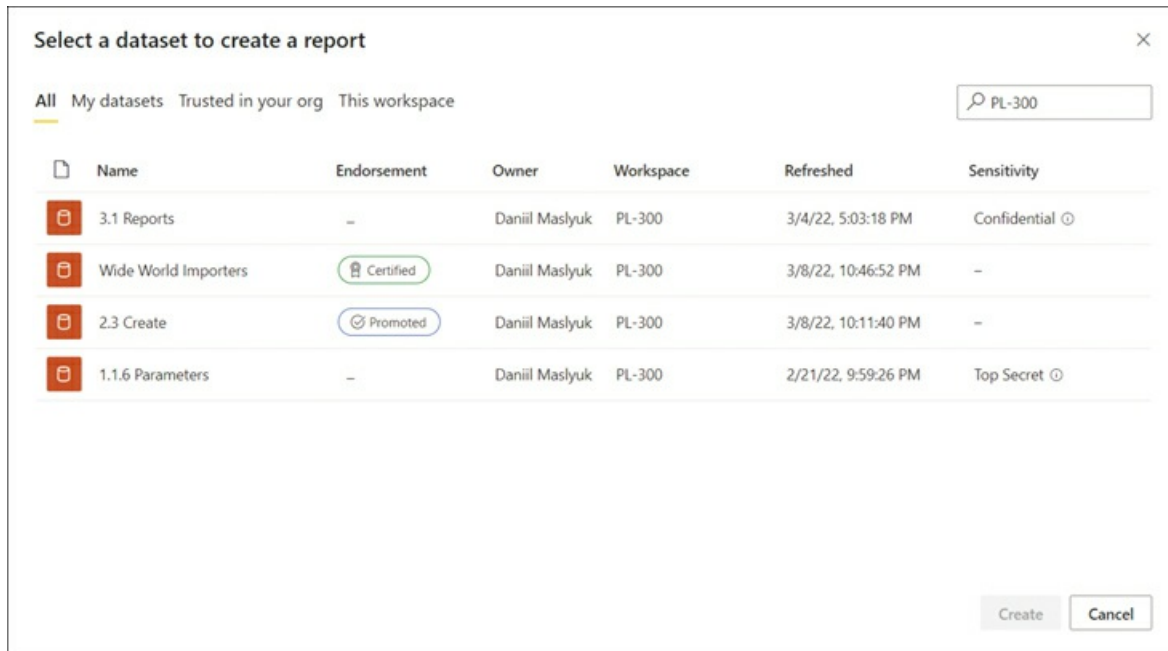 Select a dataset to create a report
All My datasets Trusted in your org This workspace PL-300
Name Endorsement Owner Workspace Refreshed Sensitivity
3.1 Reports – Daniil Maslyuk PL-300 3/4/22, 5:03:18 PM Confidential
Wide World Importers Certified Daniil Maslyuk PL-300 3/8/22, 10:46:52 PM –
2.3 Create Promoted Daniil Maslyuk PL-300 3/8/22, 10:11:40 PM –
1.1.6 Parameters – Daniil Maslyuk PL-300 2/21/22, 9:59:26 PM Top Secret
Create Cancel